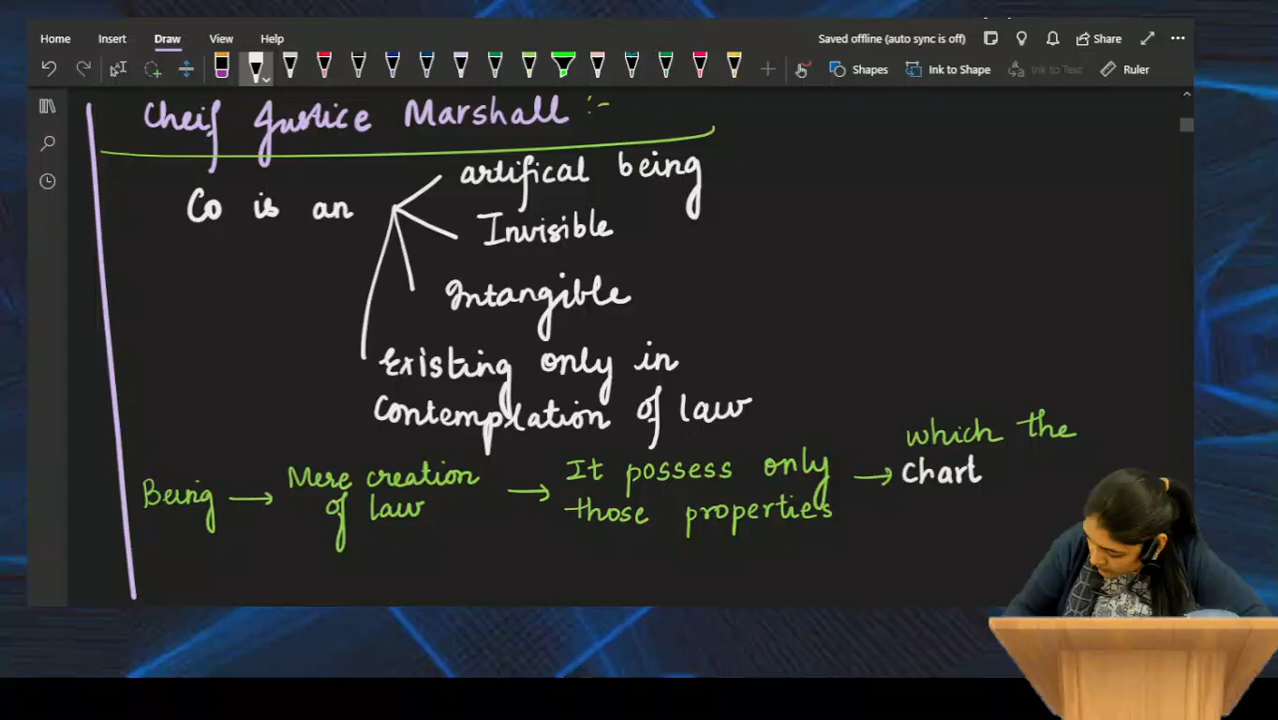 Home Insert Draw View Help Saved offline (auto sync is off) Share
Shapes Ink to Shape Ink to Text Ruler
Cheif Justice Marshall :-
Co is an
artifical being
Invisible
Intangible
Existing only in
Contemplation of law
Being → Mere creation
of law
→ It possess only
those properties
→ which the
Chart